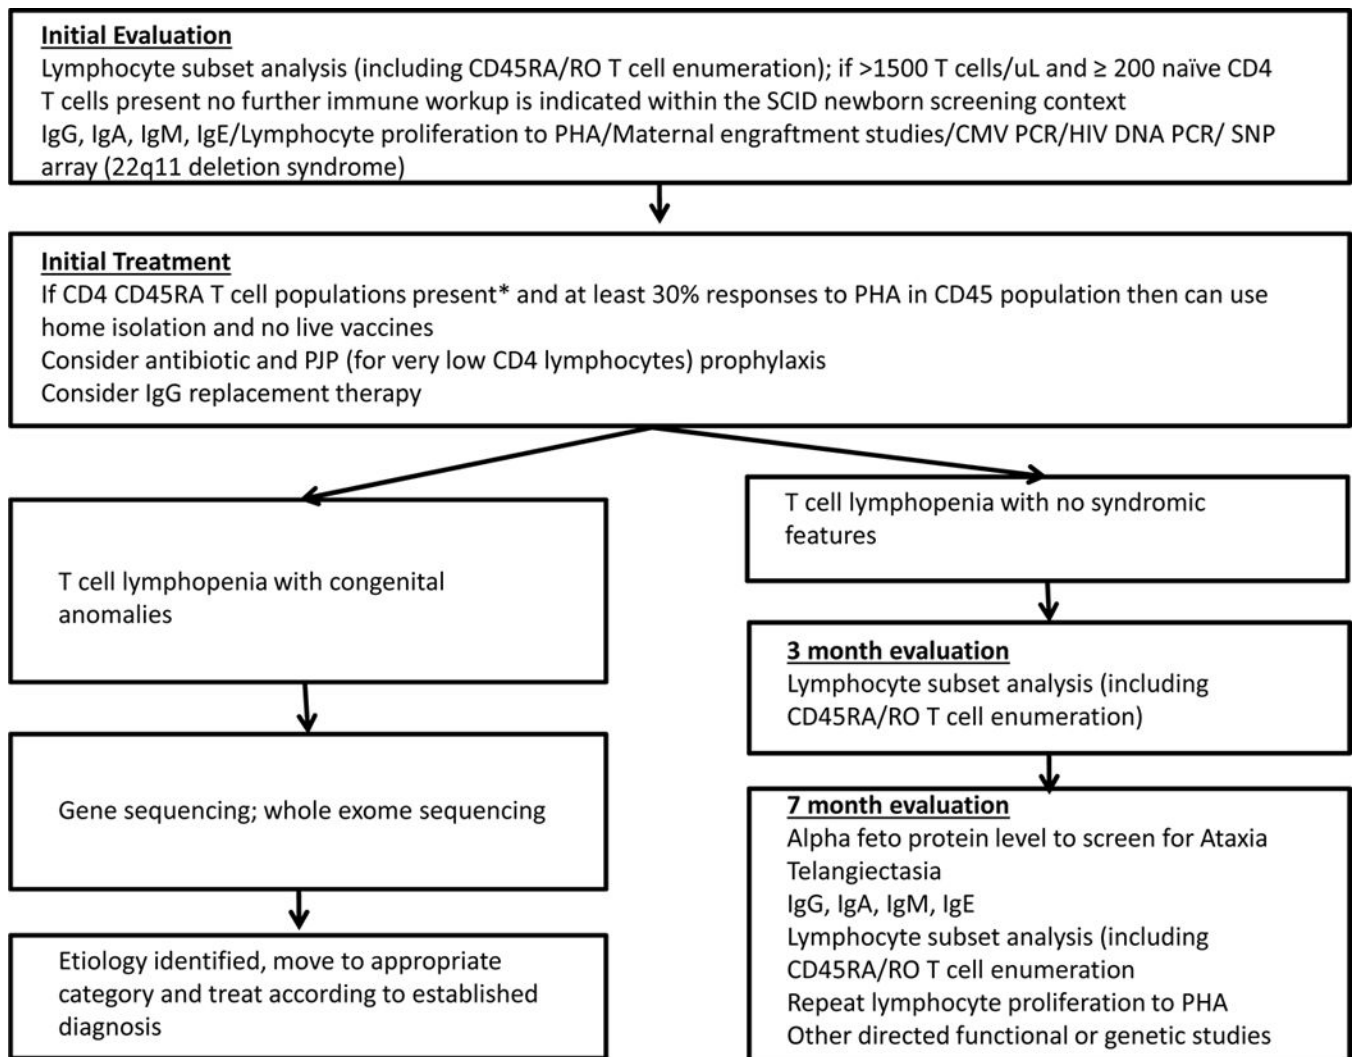 Initial Evaluation
Lymphocyte subset analysis (including CD45RA/RO T cell enumeration); if >1500 T cells/uL and ≥ 200 naïve CD4
T cells present no further immune workup is indicated within the SCID newborn screening context
IgG, IgA, IgM, IgE/Lymphocyte proliferation to PHA/Maternal engraftment studies/CMV PCR/HIV DNA PCR/ SNP
array (22q11 deletion syndrome)
Initial Treatment
If CD4 CD45RA T cell populations present* and at least 30% responses to PHA in CD45 population then can use
home isolation and no live vaccines
Consider antibiotic and PJP (for very low CD4 lymphocytes) prophylaxis
Consider IgG replacement therapy
T cell lymphopenia with congenital
anomalies
Gene sequencing; whole exome sequencing
Etiology identified, move to appropriate
category and treat according to established
diagnosis
T cell lymphopenia with no syndromic
features
3 month evaluation
Lymphocyte subset analysis (including
CD45RA/RO T cell enumeration)
7 month evaluation
Alpha feto protein level to screen for Ataxia
Telangiectasia
IgG, IgA, IgM, IgE
Lymphocyte subset analysis (including
CD45RA/RO T cell enumeration
Repeat lymphocyte proliferation to PHA
Other directed functional or genetic studies